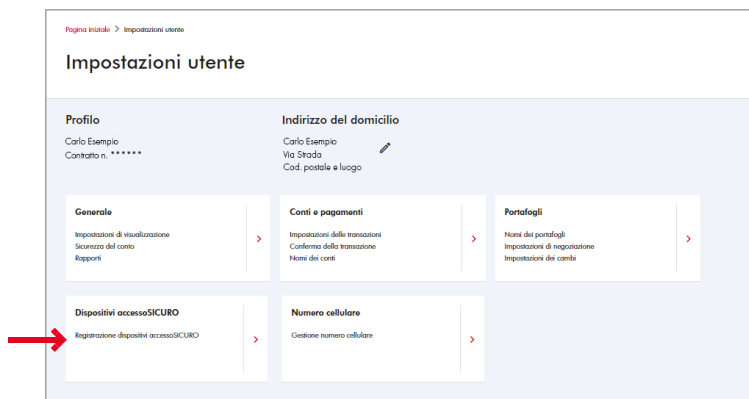 Pagina iniziale > Impostazioni utente
Impostazioni utente
Profilo
Carlo Esempio
Contratto n. ******
Indirizzo del domicilio
Carlo Esempio
Via Strada
Cod. postale e luogo
Generale
Impostazioni di visualizzazione
Sicurezza del conto
Rapporti
Conti e pagamenti
Impostazioni delle transazioni
Conferma della transazione
Nomi dei conti
Portafogli
Nomi dei portafogli
Impostazioni di negoziazione
Impostazioni dei cambi
Dispositivi accessoSICURO
Registrazione dispositivi accessoSICURO
Numero cellulare
Gestione numero cellulare